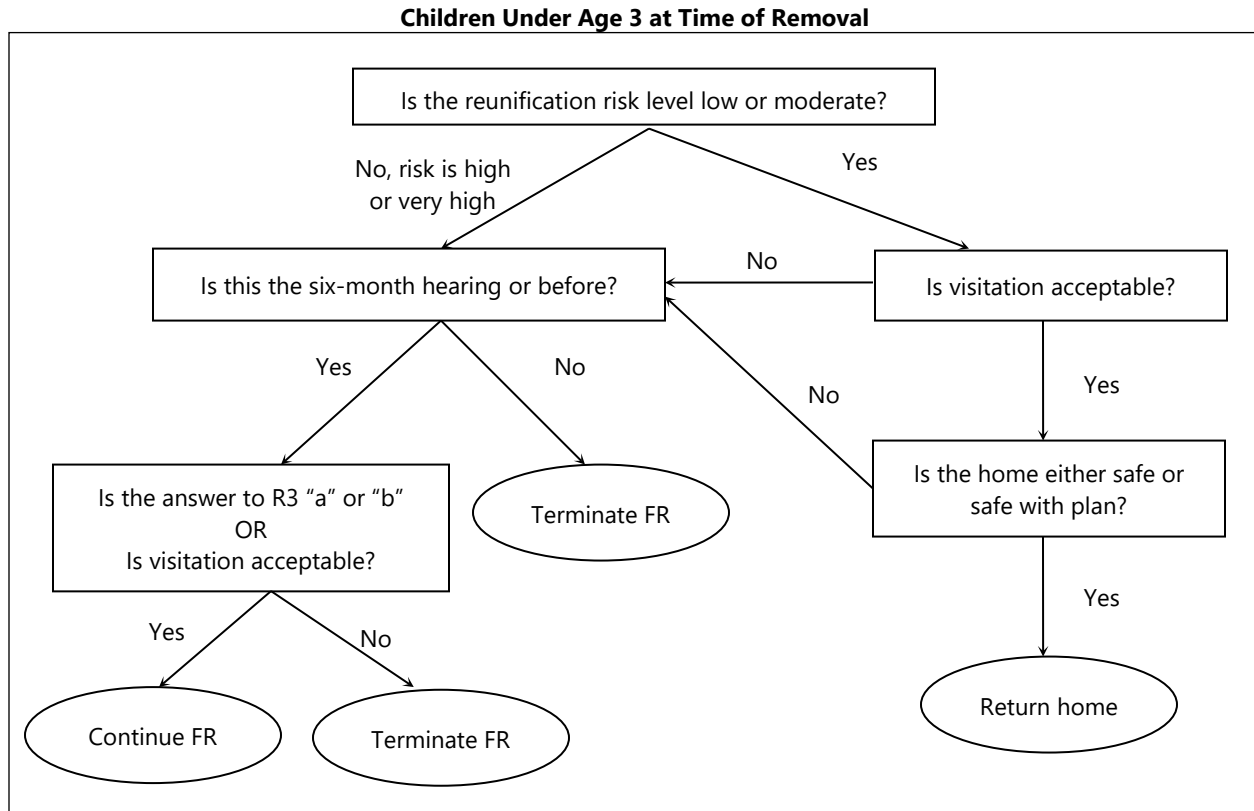 Children Under Age 3 at Time of Removal
Is the reunification risk level low or moderate?
No, risk is high
or very high
Yes
Is this the six-month hearing or before?
No
Is visitation acceptable?
Yes
No
No
Yes
Is the answer to R3 “a” or “b”
OR
Is visitation acceptable?
Terminate FR
Is the home either safe or
safe with plan?
Yes
No
Yes
Continue FR
Terminate FR
Return home